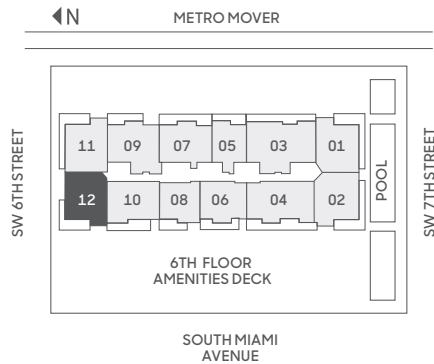 N
METRO MOVER
SW 6TH STREET
11 09 07 05 03 01
12 10 08 06 04 02
POOL
SW 7TH STREET
6TH FLOOR
AMENITIES DECK
SOUTH MIAMI
AVENUE